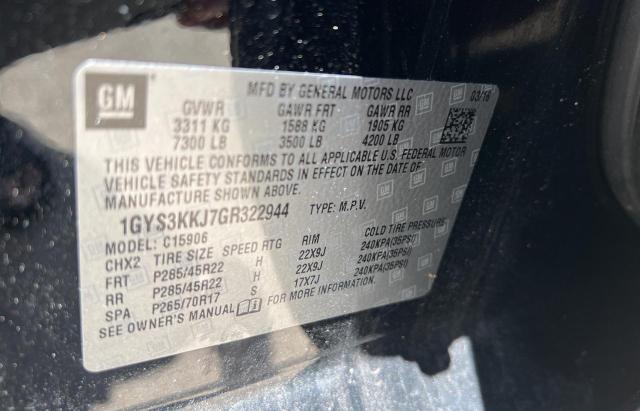 GM
MFD BY GENERAL MOTORS LLC 03/16
GVWR GAWR FRT GAWR RR
3311 KG 1588 KG 1905 KG
7300 LB 3500 LB 4200 LB
THIS VEHICLE CONFORMS TO ALL APPLICABLE U.S. FEDERAL MOTOR
VEHICLE SAFETY STANDARDS IN EFFECT ON THE DATE OF
MANUFACTURE SHOWN ABOVE.
1GYS3KKJ7GR322944 TYPE: M.P.V.
MODEL: C15906
CHX2 TIRE SIZE SPEED RTG RIM COLD TIRE PRESSURE
FRT P285/45R22 H 22X9J 240KPA(35PSI)
RR P285/45R22 H 22X9J 240KPA(35PSI)
SPA P265/70R17 S 17X7J 240KPA(35PSI)
SEE OWNER'S MANUAL FOR MORE INFORMATION.